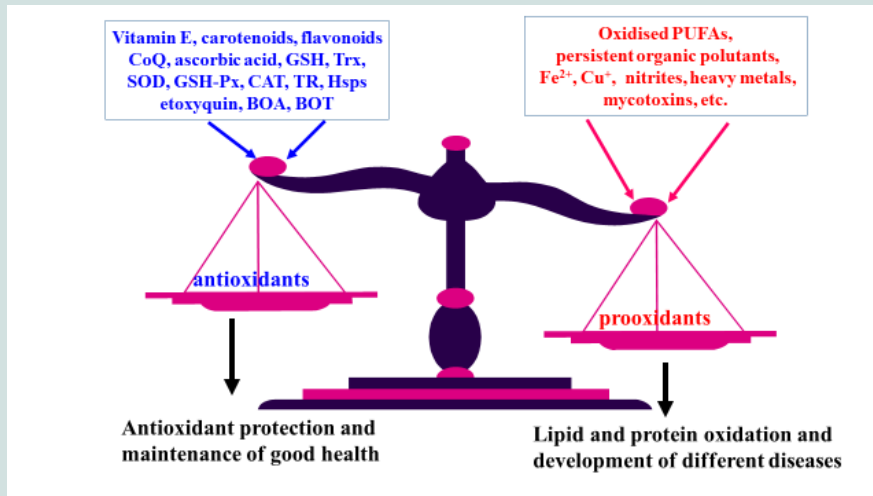 Vitamin E, carotenoids, flavonoids
CoQ, ascorbic acid, GSH, Trx,
SOD, GSH-Px, CAT, TR, Hsps
etoxyquin, BOA, BOT
Oxidised PUFAs,
persistent organic polutants,
Fe²⁺, Cu⁺, nitrites, heavy metals,
mycotoxins, etc.
antioxidants
prooxidants
Antioxidant protection and
maintenance of good health
Lipid and protein oxidation and
development of different diseases